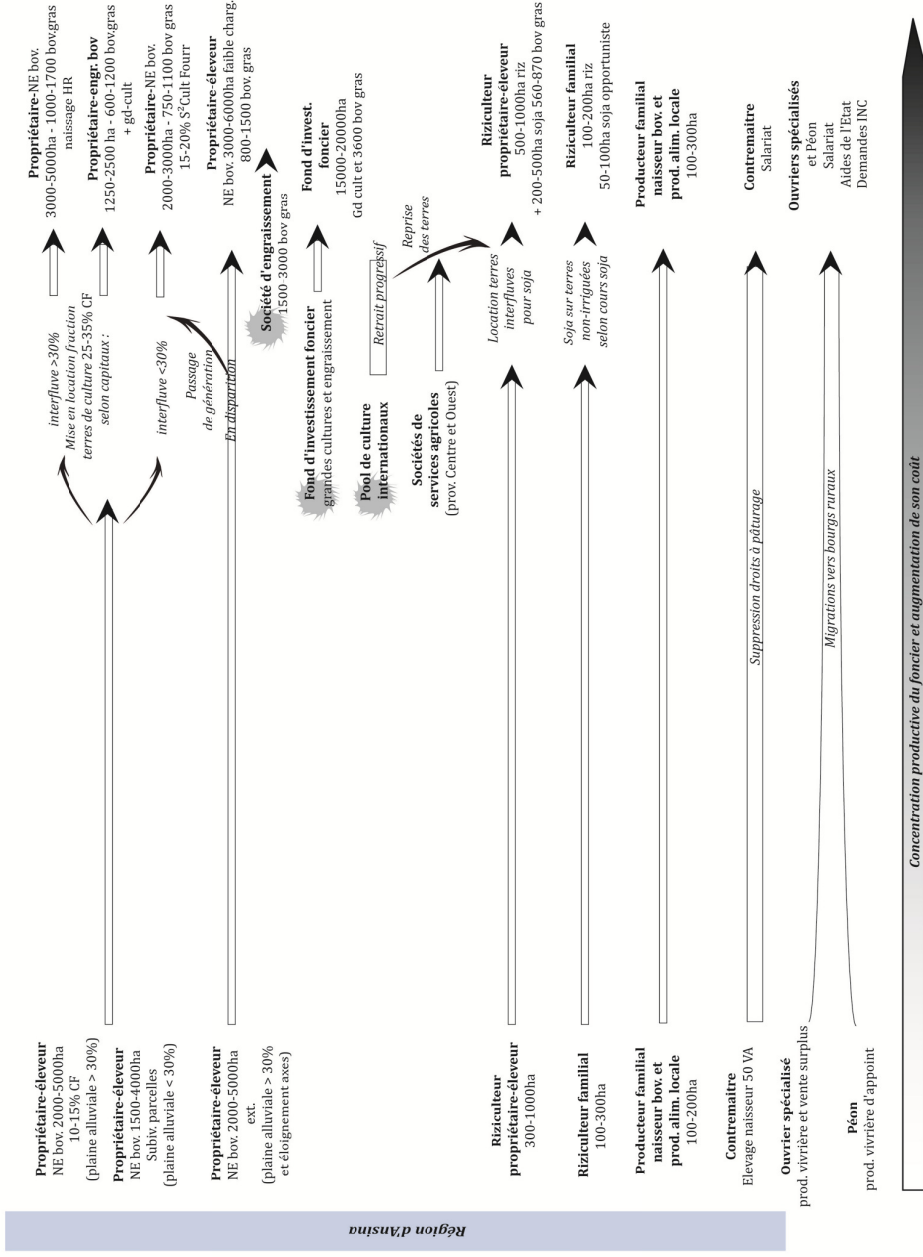 Région d'Ansina
Propriétaire-éleveur
NE bov. 2000-5000ha
10-15% CF
(plaine alluviale > 30%)
Propriétaire-éleveur
NE bov. 1500-4000ha
Subiv. parcelles
(plaine alluviale < 30%)
Propriétaire-éleveur
NE bov. 2000-5000ha
ext.
(plaine alluviale > 30%
et éloignement axes)
Riziculteur
propriétaire-éleveur
300-1000ha
Riziculteur familial
100-300ha
Producteur familial
naisseur bov. et
prod. alim. locale
100-200ha
Contremaitre
Elevage naisseur 50 VA
Ouvrier spécialisé
prod. vivrière et vente surplus
Péon
prod. vivrière d'appoint
interfluve >30%
Mise en location fraction
terres de culture 25-35% CF
selon capitaux :
interfluve <30%
Passage
de génération
En disparition
Société d'engraissement
1500-3000 bov gras
Fond d'investissement foncier
grandes cultures et engraissement
Pool de culture
internationaux
Retrait progressif
Reprise
des terres
Sociétés de
services agricoles
(prov. Centre et Ouest)
Location terres
interfluves
pour soja
Soja sur terres
non-irriguées
selon cours soja
Suppression droits à pâturage
Migrations vers bourgs ruraux
Propriétaire-NE bov.
3000-5000ha - 1000-1700 bov.gras
naissage HR
Propriétaire-engr. bov
1250-2500 ha - 600-1200 bov.gras
+ gd-cult
Propriétaire-NE bov.
2000-3000ha - 750-1100 bov gras
15-20% S²Cult Fourr
Propriétaire-éleveur
NE bov. 3000-6000ha faible charg.
800-1500 bov. gras
Fond d'invest.
foncier
15000-20000ha
Gd cult et 3600 bov gras
Riziculteur
propriétaire-éleveur
500-1000ha riz
+ 200-500ha soja 560-870 bov gras
Riziculteur familial
100-200ha riz
50-100ha soja opportuniste
Producteur familial
naisseur bov. et
prod. alim. locale
100-300ha
Contremaitre
Salariat
Ouvriers spécialisés
et Péon
Salariat
Aides de l'Etat
Demandes INC
Concentration productive du foncier et augmentation de son coût